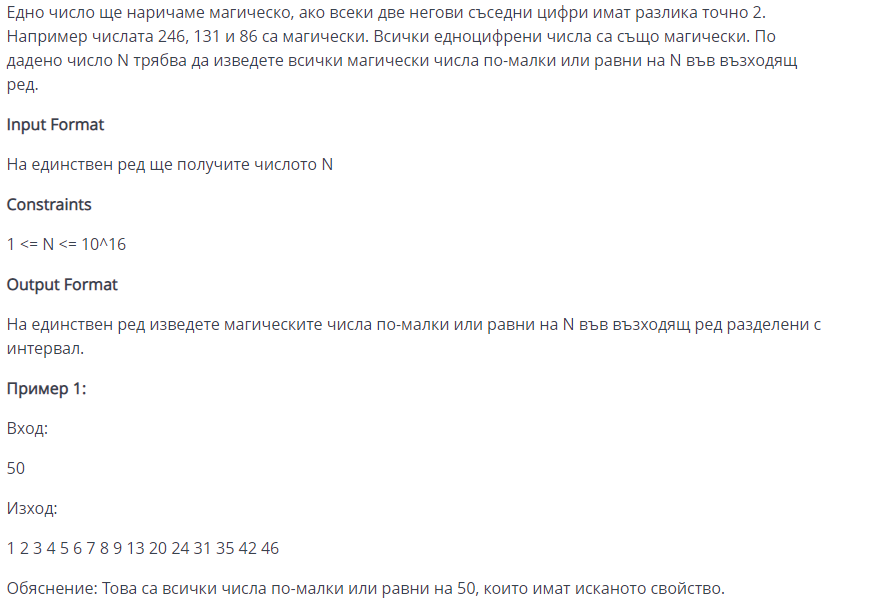 Едно число ще наричаме магическо, ако всеки две негови съседни цифри имат разлика точно 2.
Например числата 246, 131 и 86 са магически. Всички едноцифрени числа са също магически. По
дадено число N трябва да изведете всички магически числа по-малки или равни на N във възходящ
ред.
Input Format
На единствен ред ще получите числото N
Constraints
1 <= N <= 10^16
Output Format
На единствен ред изведете магическите числа по-малки или равни на N във възходящ ред разделени с
интервал.
Пример 1:
Вход:
50
Изход:
1 2 3 4 5 6 7 8 9 13 20 24 31 35 42 46
Обяснение: Това са всички числа по-малки или равни на 50, които имат исканото свойство.